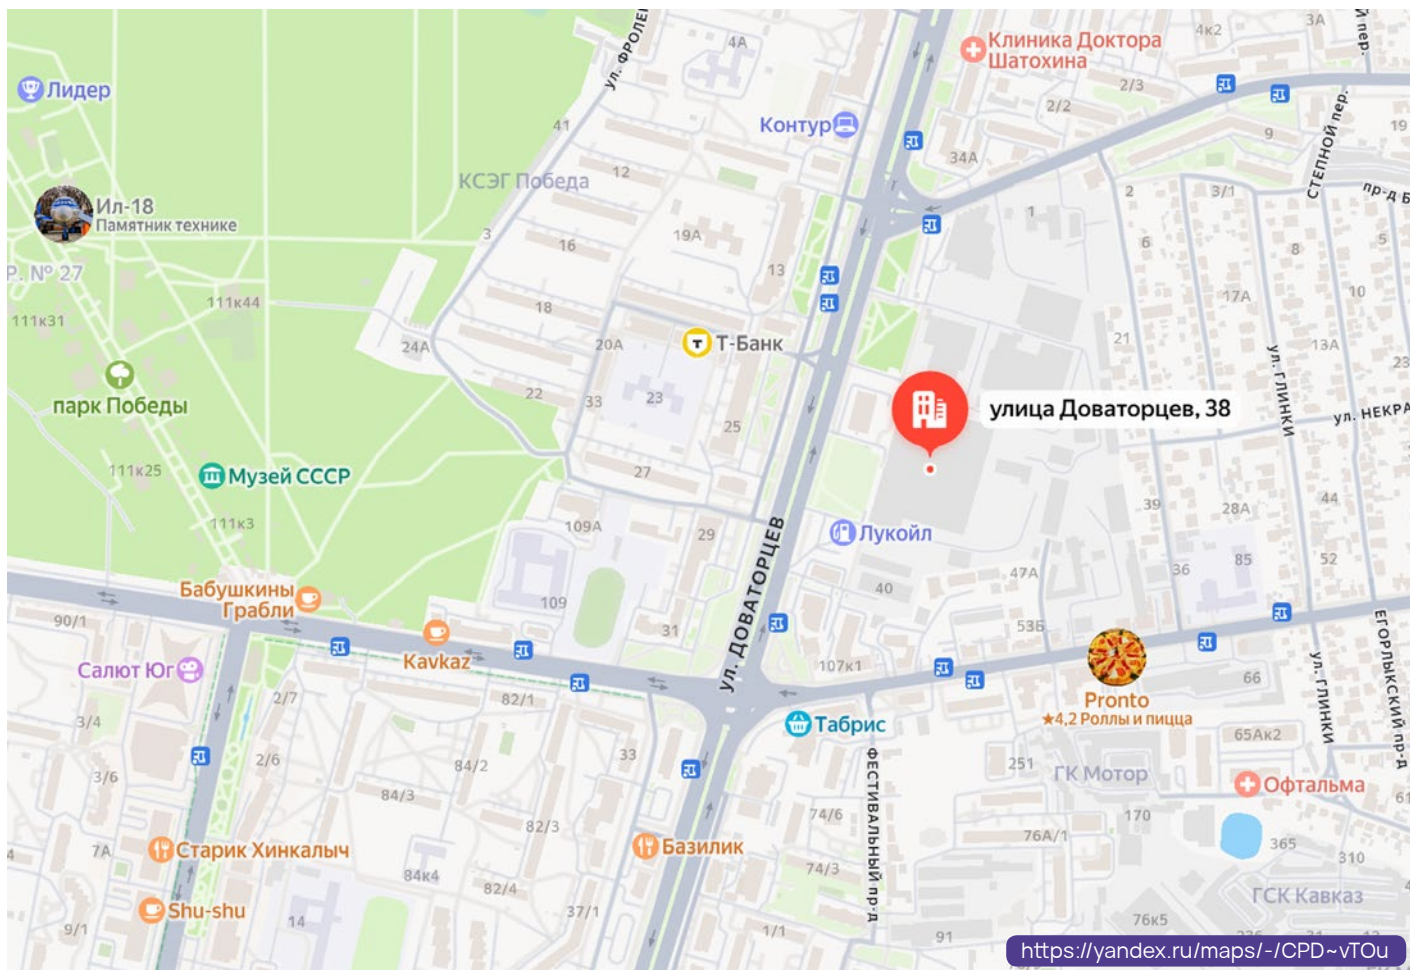 ул. ФРОЛЕН
4А
Клиника Доктора
Шатохина
4к2
3А
й пер.
Лидер
2/3
2/2
Контур
41
34А
9
19
СТЕПНОЙ пер.
КСЭГ Победа
12
Ил-18
Памятник технике
3
16
19А
1
2
3/1
пр-д Б
6
8
5
Р. № 27
13
111к44
111к31
18
17А
10
24А
20А
Т-Банк
21
13А
23
парк Победы
22
33
23
25
улица Доваторцев, 38
ул. ГЛИНКИ
ул. НЕКРА
111к25
Музей СССР
27
39
28А
44
111к3
109А
29
Лукойл
ул. ДОВАТОРЦЕВ
Бабушкины
Грабли
109
40
47А
36
85
52
90/1
31
53Б
Kavkaz
107к1
Салют Юг
2/7
82/1
Pronto
★4,2 Роллы и пицца
66
ул. ГЛИНКИ
ЕГОРЛЫКСКИЙ пр-д
3/4
Табрис
65Ак2
3/6
2/6
84/2
33
ФЕСТИВАЛЬНЫЙ пр-д
251
ГК Мотор
Офтальма
84/3
61
82/3
74/6
76А/1
170
7А
4
Старик Хинкалыч
Базилик
365
310
84к4
84/4
74/3
ГСК Кавказ
Shu-shu
14
37/1
76к5
9/1
1/1
91
https://yandex.ru/maps/-/CPD~vTOu